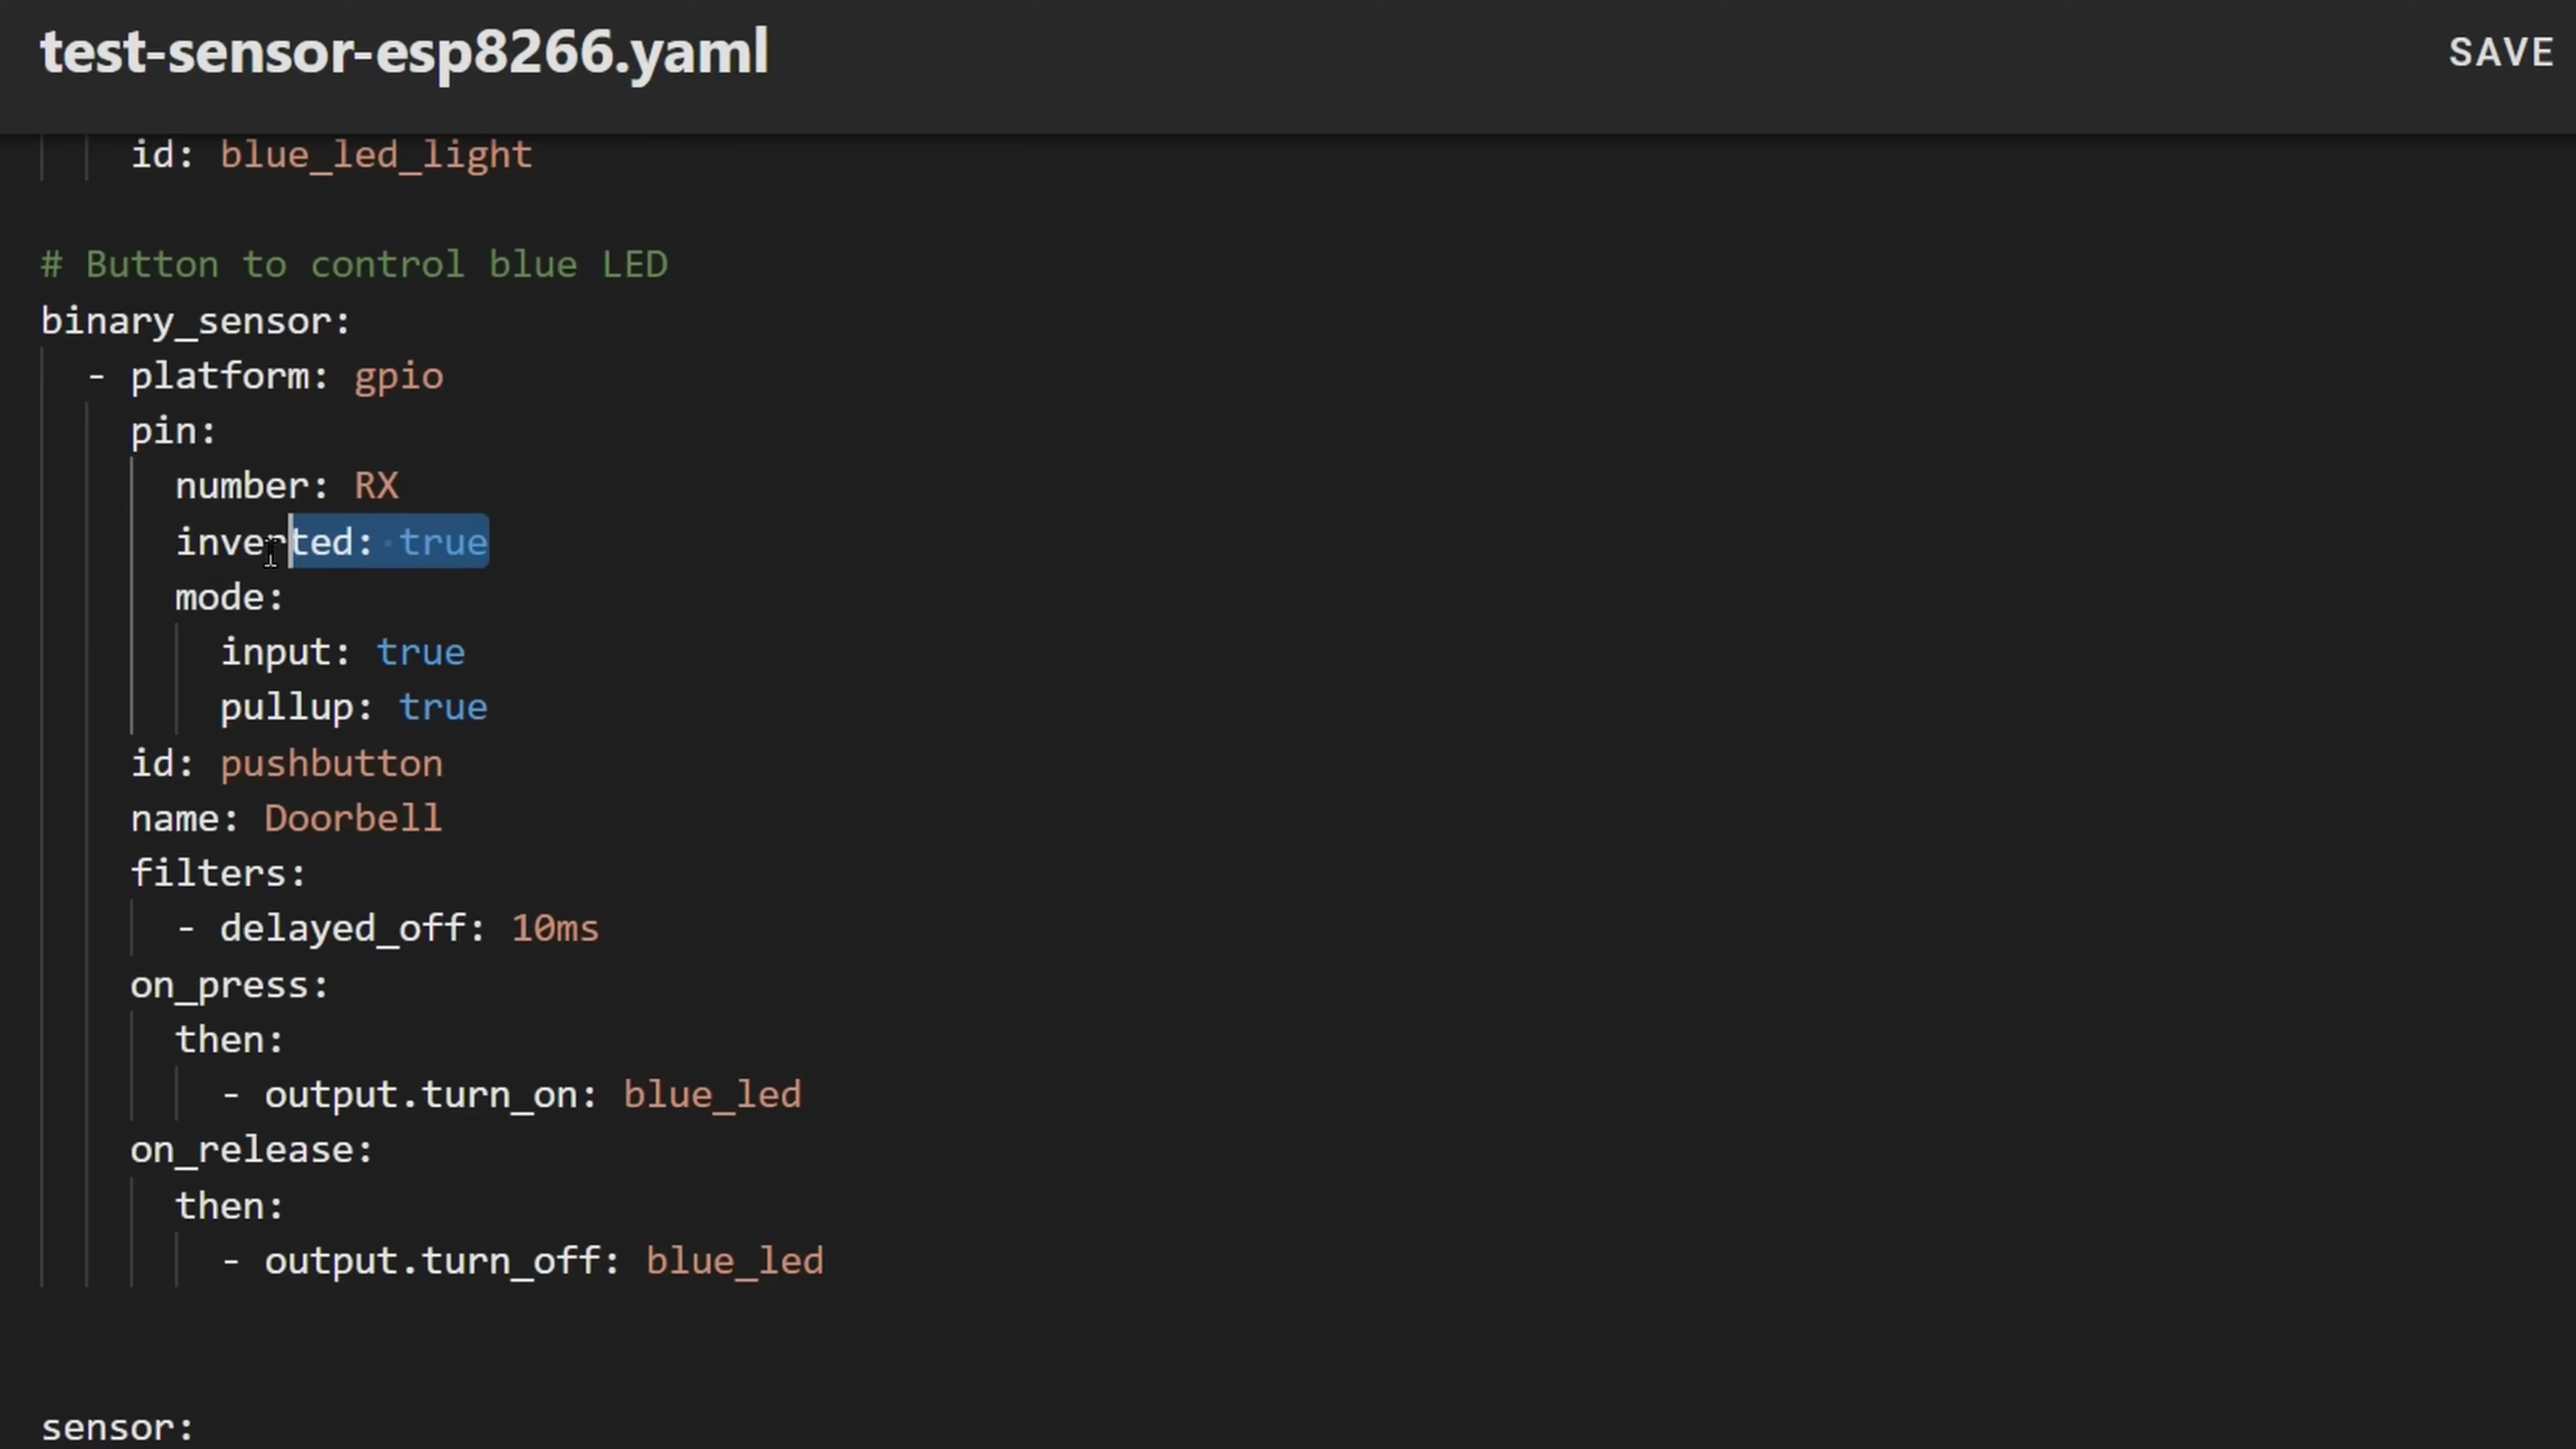 test-sensor-esp8266.yaml
SAVE
id: blue_led_light
# Button to control blue LED
binary_sensor:
- platform: gpio
pin:
number: RX
inverted: true
mode:
input: true
pullup: true
id: pushbutton
name: Doorbell
filters:
- delayed_off: 10ms
on_press:
then:
- output.turn_on: blue_led
on_release:
then:
- output.turn_off: blue_led
sensor: